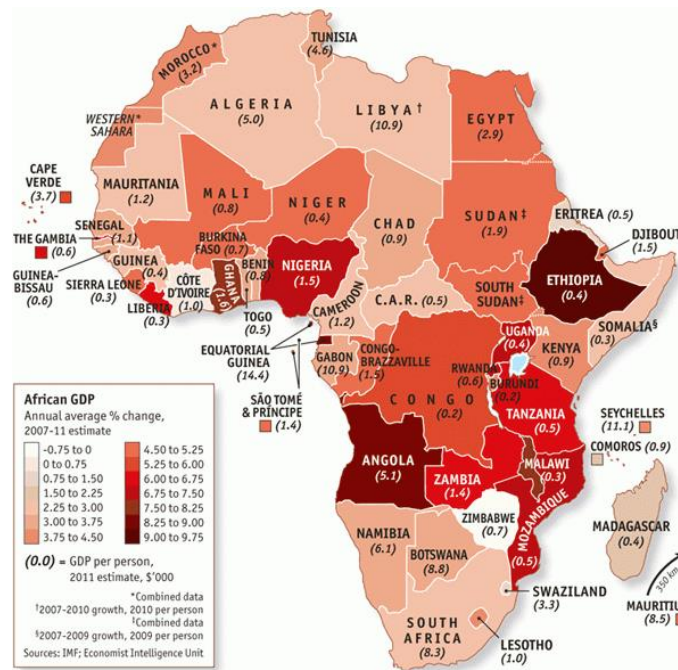 TUNISIA
(4.6)
MOROCCO*
(3.2)
ALGERIA
(5.0)
LIBYA†
(10.9)
EGYPT
(2.9)
WESTERN*
SAHARA
CAPE
VERDE
(3.7)
MAURITANIA
(1.2)
MALI
(0.8)
NIGER
(0.4)
CHAD
(0.9)
SUDAN‡
(1.9)
ERITREA (0.5)
DJIBOUTI
(1.5)
SENEGAL
(1.1)
THE GAMBIA
(0.6)
GUINEA-
BISSAU
(0.6)
GUINEA
(0.4)
SIERRA LEONE
(0.3)
LIBERIA
(0.3)
CÔTE
D'IVOIRE
(1.0)
BURKINA
FASO (0.7)
GHANA
(1.6)
BENIN
(0.8)
TOGO
(0.5)
NIGERIA
(1.5)
CAMEROON
(1.2)
C.A.R. (0.5)
SOUTH
SUDAN‡
ETHIOPIA
(0.4)
SOMALIA§
(0.3)
EQUATORIAL
GUINEA
(14.4)
GABON
(10.9)
CONGO-
BRAZZAVILLE
(1.5)
SÃO TOMÉ
& PRÍNCIPE
(1.4)
CONGO
(0.2)
UGANDA
(0.4)
KENYA
(0.9)
RWANDA
(0.6)
BURUNDI
(0.2)
TANZANIA
(0.5)
SEYCHELLES
(11.1)
COMOROS (0.9)
ANGOLA
(5.1)
ZAMBIA
(1.4)
MALAWI
(0.3)
MOZAMBIQUE
(0.5)
ZIMBABWE
(0.7)
MADAGASCAR
(0.4)
NAMIBIA
(6.1)
BOTSWANA
(8.8)
SWAZILAND
(3.3)
SOUTH
AFRICA
(8.3)
LESOTHO
(1.0)
350 km
MAURITIU
(8.5)
African GDP
Annual average % change,
2007-11 estimate
-0.75 to 0
0 to 0.75
0.75 to 1.50
1.50 to 2.25
2.25 to 3.00
3.00 to 3.75
3.75 to 4.50
4.50 to 5.25
5.25 to 6.00
6.00 to 6.75
6.75 to 7.50
7.50 to 8.25
8.25 to 9.00
9.00 to 9.75
(0.0) = GDP per person,
2011 estimate, $'000
*Combined data
†2007-2010 growth, 2010 per person
‡Combined data
§2007-2009 growth, 2009 per person
Sources: IMF; Economist Intelligence Unit